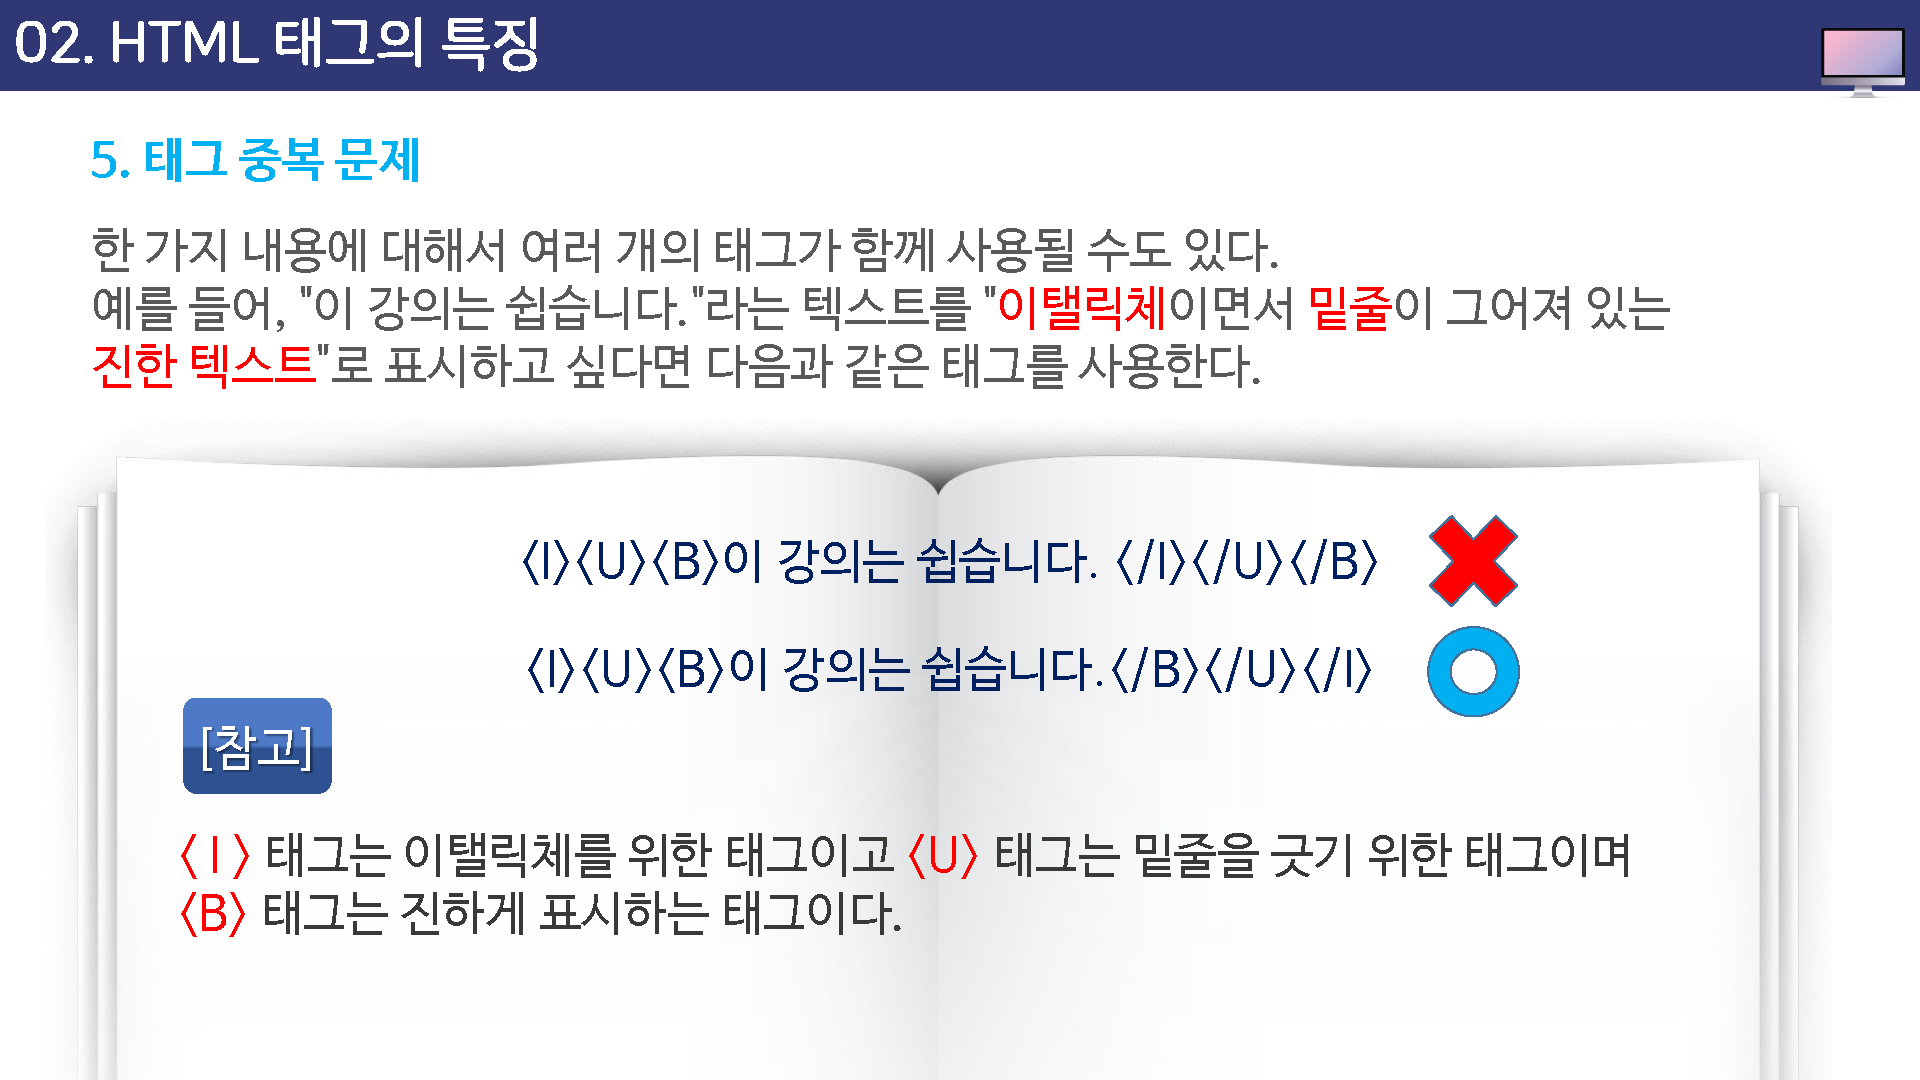 02. HTML 태그의 특징
5. 태그 중복 문제
한 가지 내용에 대해서 여러 개의 태그가 함께 사용될 수도 있다.
예를 들어, "이 강의는 쉽습니다."라는 텍스트를 "이탤릭체이면서 밑줄이 그어져 있는
진한 텍스트"로 표시하고 싶다면 다음과 같은 태그를 사용한다.
<I><U><B>이 강의는 쉽습니다. </I></U></B>
<I><U><B>이 강의는 쉽습니다.</B></U></I>
[참고]
< I > 태그는 이탤릭체를 위한 태그이고 <U> 태그는 밑줄을 긋기 위한 태그이며
<B> 태그는 진하게 표시하는 태그이다.